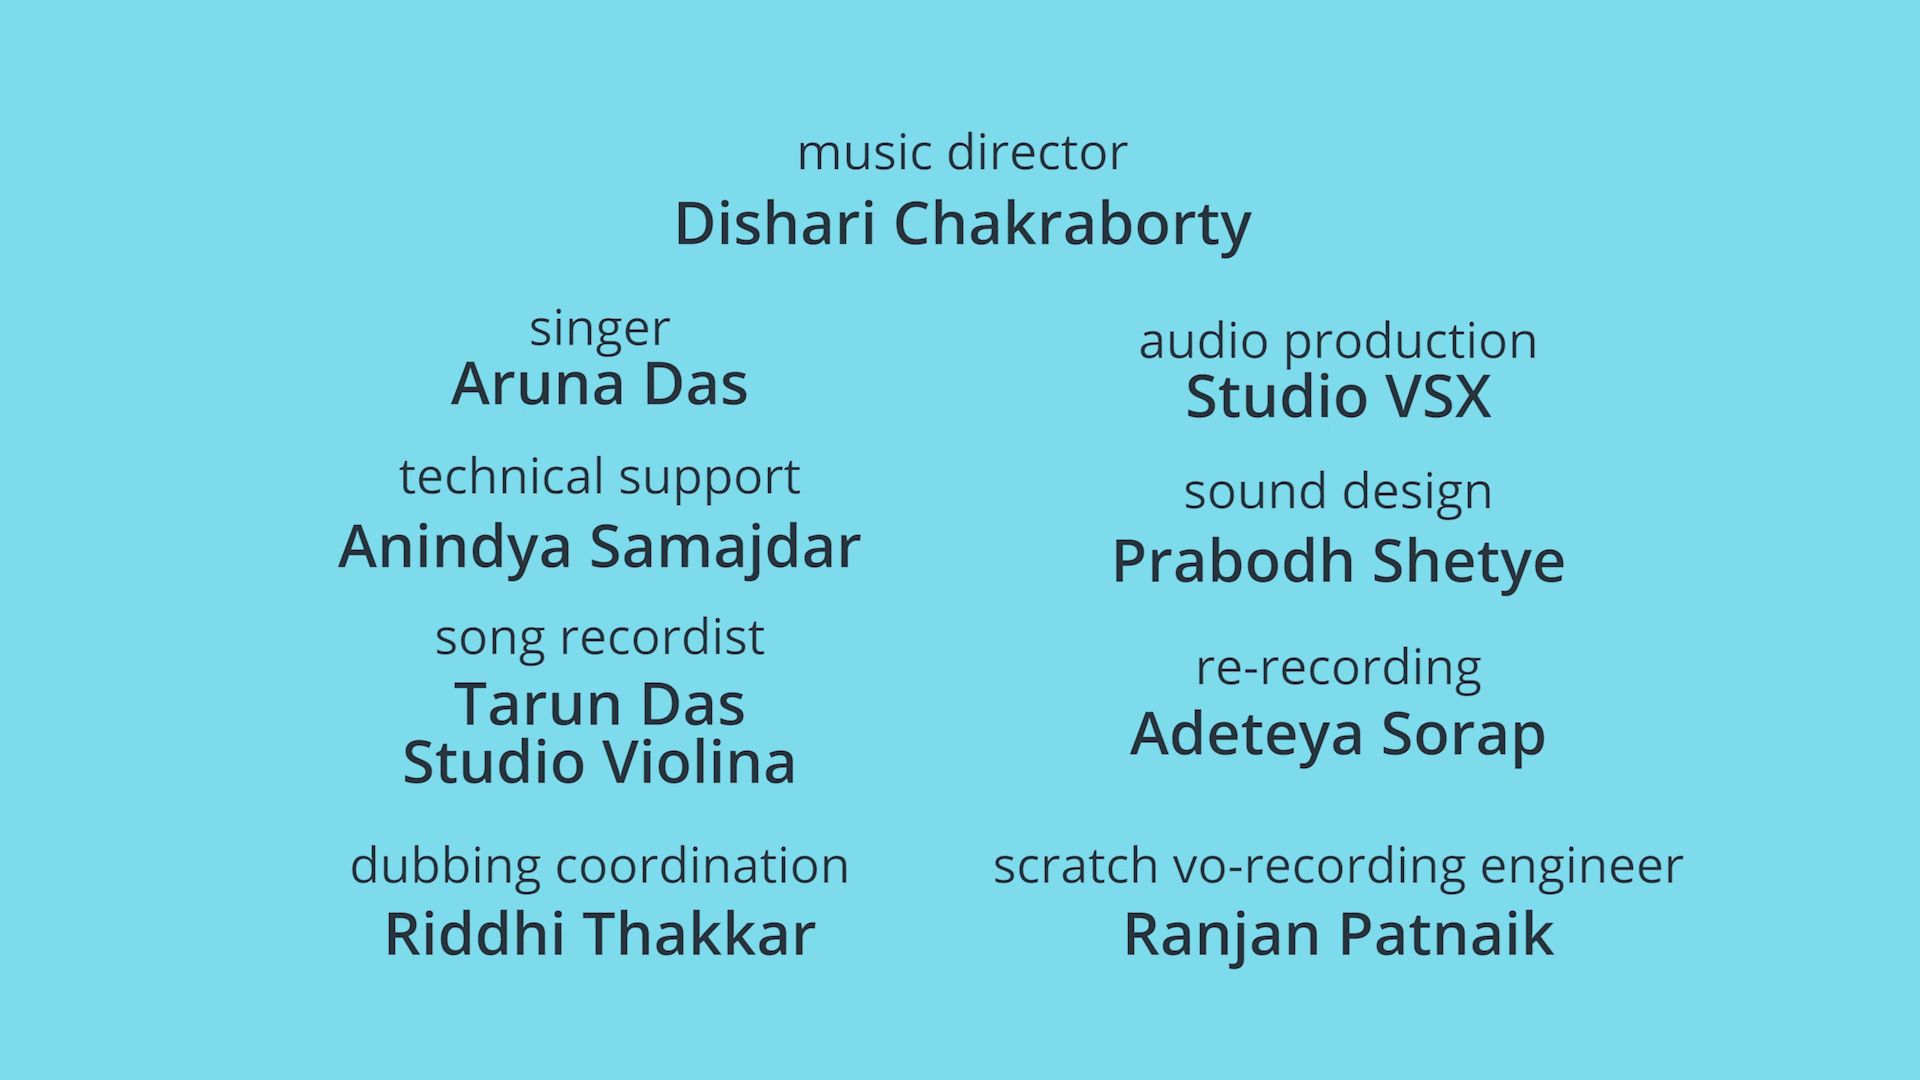 music director
Dishari Chakraborty
singer
Aruna Das
technical support
Anindya Samajdar
song recordist
Tarun Das
Studio Violina
dubbing coordination
Riddhi Thakkar
audio production
Studio VSX
sound design
Prabodh Shetye
re-recording
Adeteya Sorap
scratch vo-recording engineer
Ranjan Patnaik